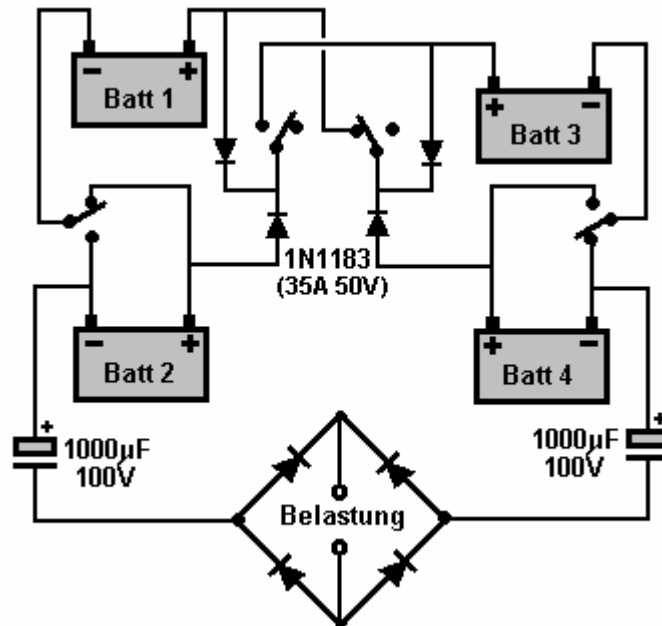 - +
Batt 1
+ -
Batt 3
1N1183
(35A 50V)
- +
Batt 2
+ -
Batt 4
+
1000µF
100V
+
1000µF
100V
Belastung